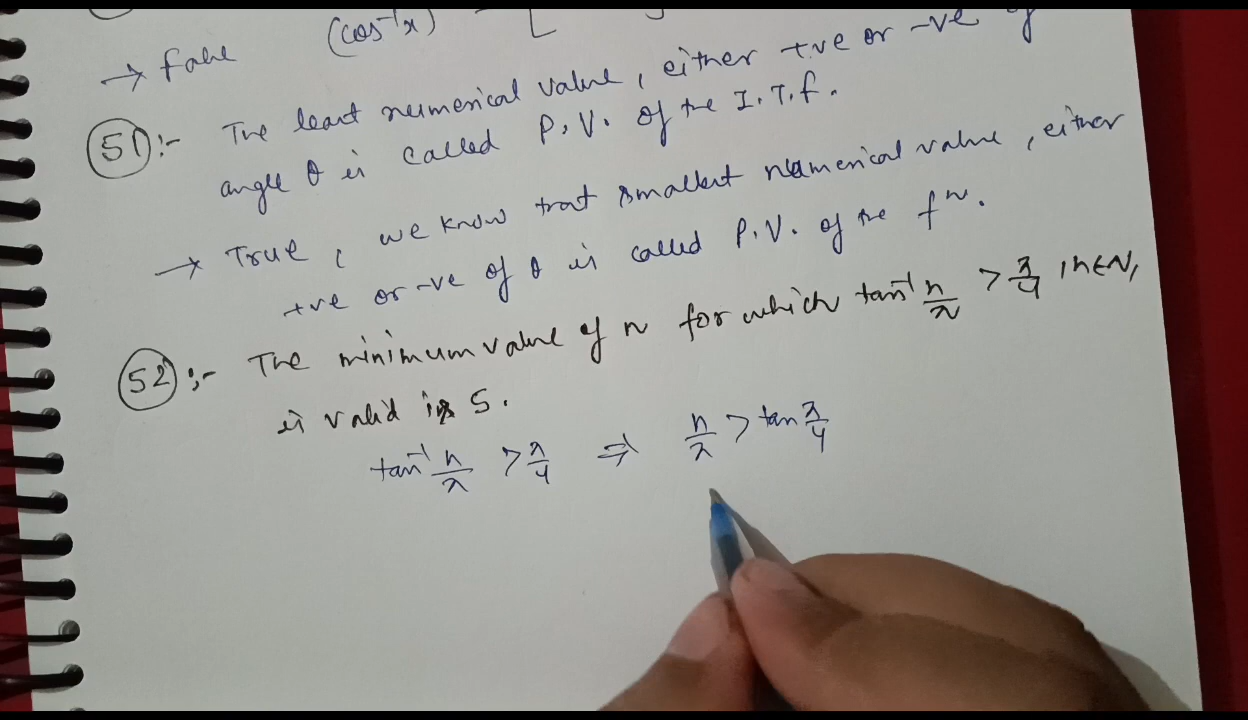 → false (cos⁻¹x) = [
51 :- The least numerical value, either +ve or -ve of
angle θ is called P.V. of the I.T.f.
→ True, we know that smallest numerical value, either
+ve or -ve of θ is called P.V. of the fⁿ.
52 :- The minimum value of n for which tan⁻¹ n/π > π/4, n∈N,
is valid is 5.
tan⁻¹ n/π > π/4 ⇒ n/π > tan π/4